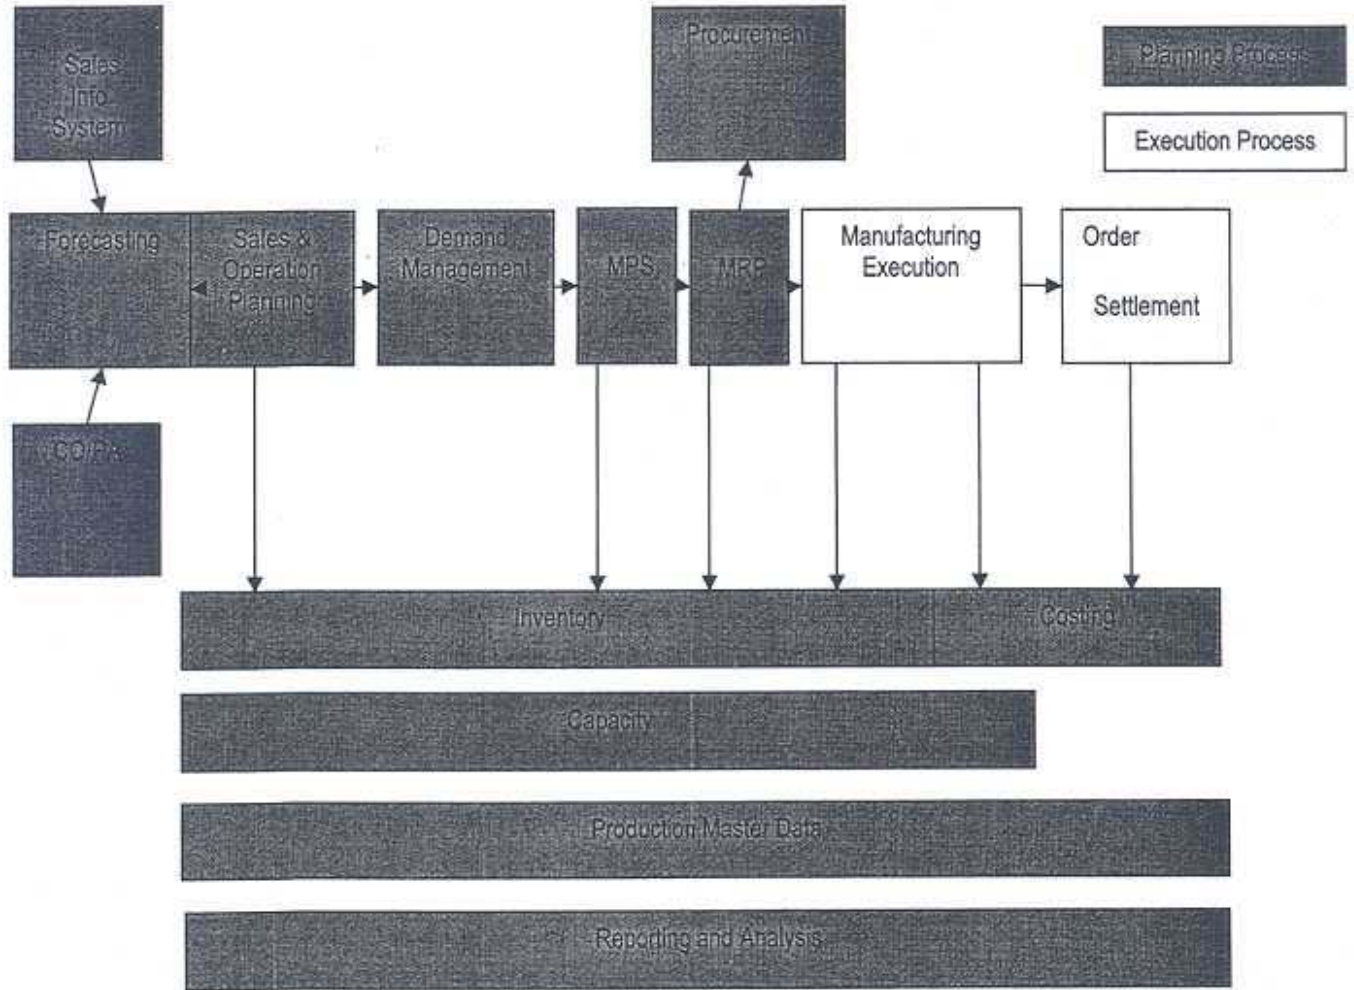 Sales
Info
System
Procurement
Planning Process
Execution Process
Forecasting
Sales &
Operation
Planning
Demand
Management
MPS
MRP
Manufacturing
Execution
Order
Settlement
CO/PA
Inventory
Costing
Capacity
Production Master Data
Reporting and Analysis